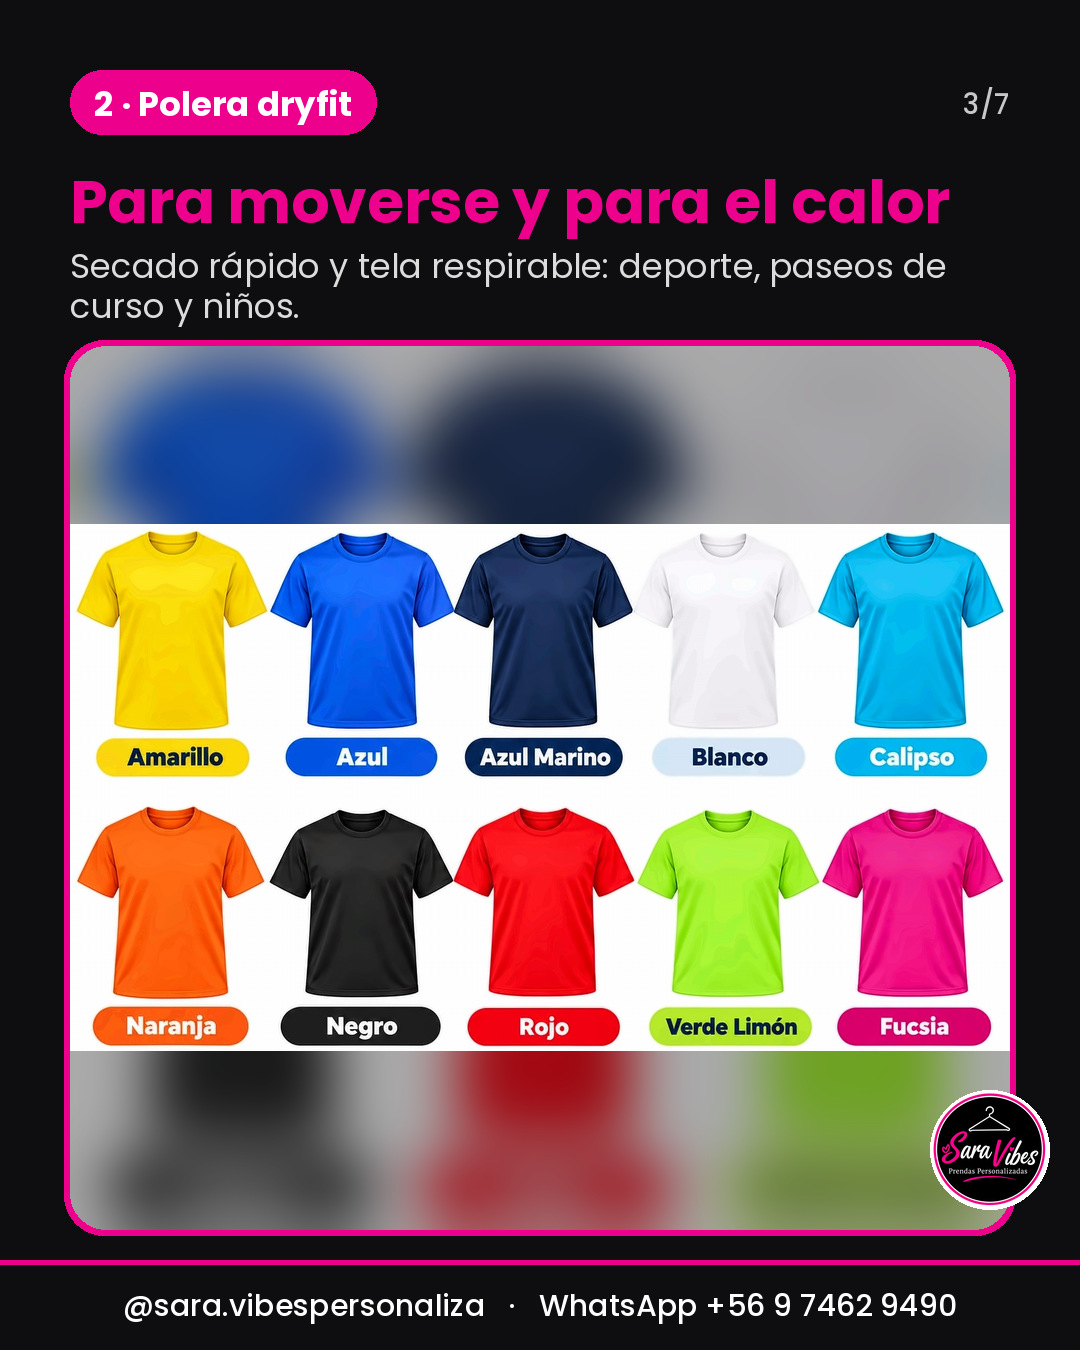 2 · Polera dryfit
3/7
Para moverse y para el calor
Secado rápido y tela respirable: deporte, paseos de
curso y niños.
Amarillo
Azul
Azul Marino
Blanco
Calipso
Naranja
Negro
Rojo
Verde Limón
Fucsia
Sara Vibes
Prendas Personalizadas
@sara.vibespersonaliza · WhatsApp +56 9 7462 9490